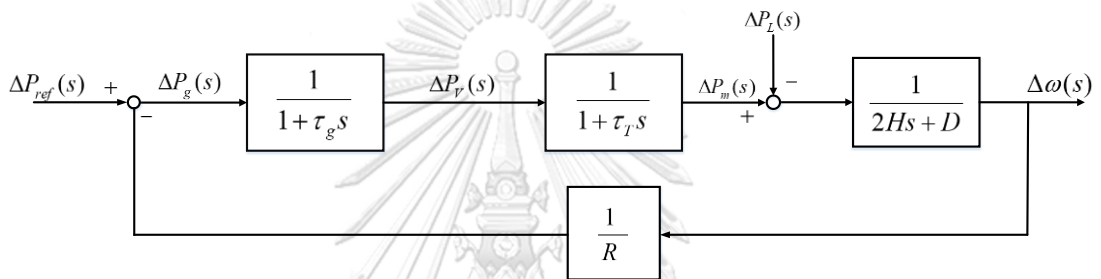 ΔP_L(s)
ΔP_ref(s) + ΔP_g(s) 1/(1+τ_g s) ΔP_V(s) 1/(1+τ_T s) ΔP_m(s) − 1/(2Hs+D) Δω(s)
− +
1/R